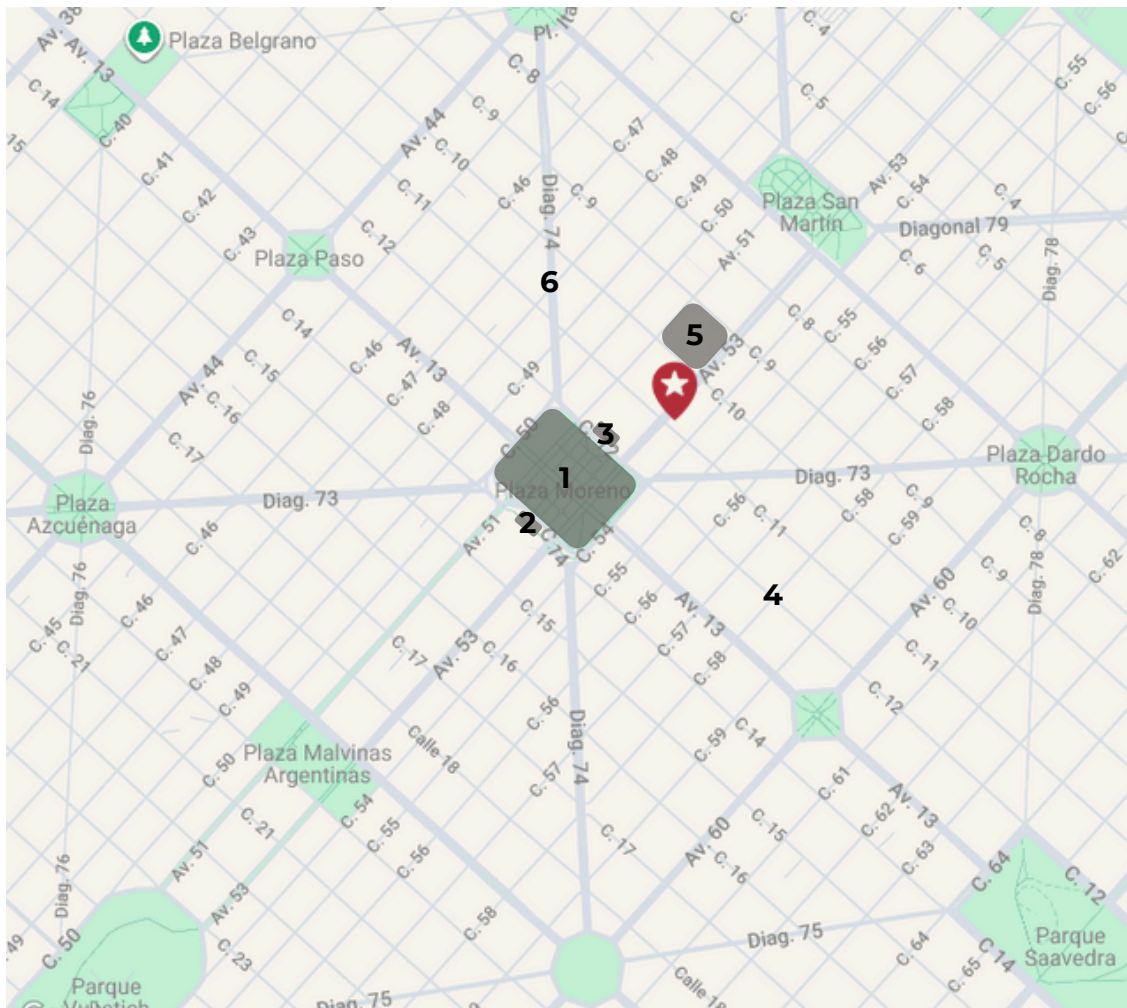 Av. 38
Plaza Belgrano
Av. 13
C. 14
C. 40
15
C. 41
C. 42
C. 43
Av. 44
C. 8
C. 9
C. 10
C. 11
C. 12
C. 46
Diag. 74
C. 9
C. 47
C. 48
C. 49
C. 50
Av. 51
C. 4
C. 5
C. 55
C. 56
Av. 53
C. 54
C. 4
Plaza San
Martín
Diagonal 79
C. 6
C. 5
Diag. 78
Plaza Paso
6
5
Av. 53
C. 9
C. 10
C. 8
C. 55
C. 56
C. 57
C. 58
C. 14
C. 15
C. 16
C. 17
Av. 44
C. 46
C. 47
C. 48
Av. 13
C. 49
Diag. 76
3
1
Plaza Moreno
2
C. 54
Diag. 73
Plaza Dardo
Rocha
Plaza
Azcuénaga
Diag. 73
C. 46
Av. 51
C. 74
C. 55
C. 56
C. 57
C. 58
C. 56
C. 11
C. 58
C. 9
C. 59
C. 8
C. 9
C. 62
Diag. 78
Av. 60
C. 10
C. 11
C. 12
4
Av. 13
Diag. 76
C. 45
C. 21
C. 46
C. 47
C. 48
C. 49
C. 50
C. 17
Av. 53
C. 15
C. 16
C. 56
C. 57
Diag. 74
Calle 18
C. 14
C. 59
C. 61
C. 62
C. 63
Av. 13
Plaza Malvinas
Argentinas
C. 54
C. 55
C. 56
C. 21
Av. 51
Av. 53
C. 23
C. 58
C. 17
Av. 60
C. 15
C. 16
C. 64
C. 12
Diag. 76
49
C. 50
Parque
Diag. 75
Diag. 75
Calle 18
C. 64
C. 65
C. 14
Parque
Saavedra